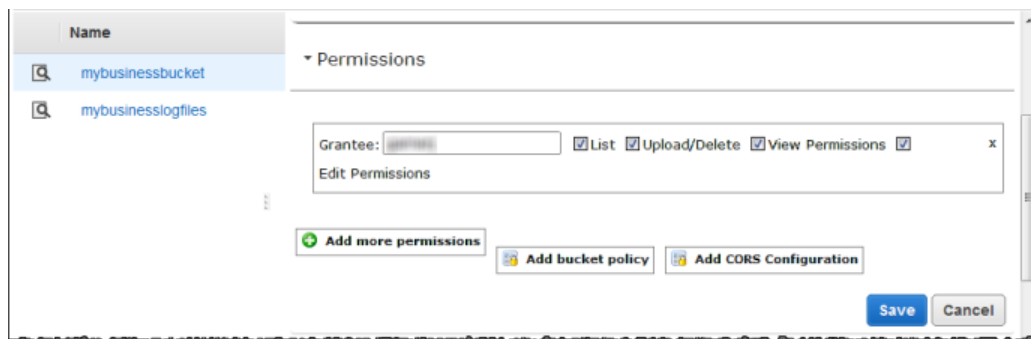 Name
mybusinessbucket
mybusinesslogfiles
Permissions
Grantee: List Upload/Delete View Permissions x
Edit Permissions
Add more permissions
Add bucket policy Add CORS Configuration
Save Cancel